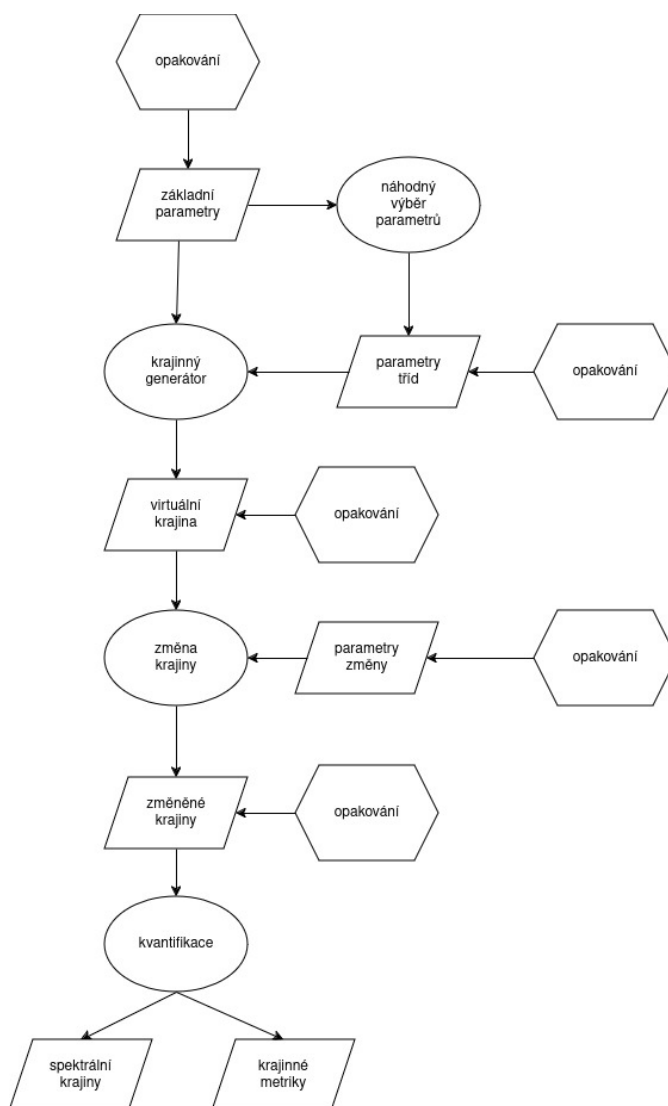 opakování
základní
parametry
náhodný
výběr
parametrů
krajinný
generátor
parametry
tříd
opakování
virtuální
krajina
opakování
změna
krajiny
parametry
změny
opakování
změněné
krajiny
opakování
kvantifikace
spektrální
krajiny
krajinné
metriky